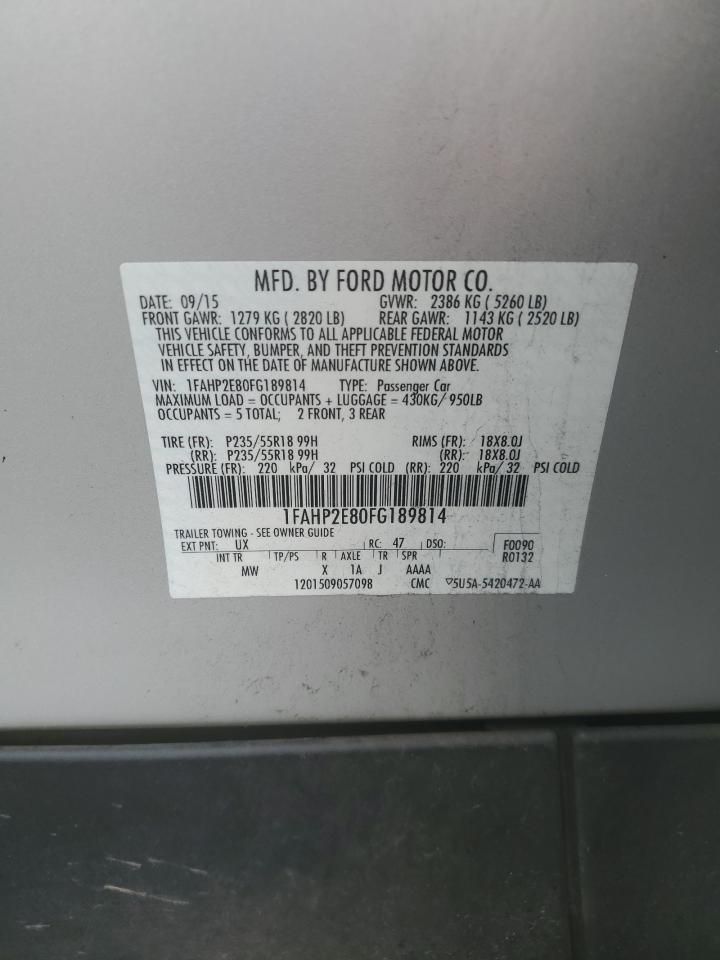 MFD. BY FORD MOTOR CO.
DATE: 09/15 GVWR: 2386 KG ( 5260 LB)
FRONT GAWR: 1279 KG ( 2820 LB) REAR GAWR: 1143 KG ( 2520 LB)
THIS VEHICLE CONFORMS TO ALL APPLICABLE FEDERAL MOTOR
VEHICLE SAFETY, BUMPER, AND THEFT PREVENTION STANDARDS
IN EFFECT ON THE DATE OF MANUFACTURE SHOWN ABOVE.
VIN: 1FAHP2E80FG189814 TYPE: Passenger Car
MAXIMUM LOAD = OCCUPANTS + LUGGAGE = 430KG/ 950LB
OCCUPANTS = 5 TOTAL; 2 FRONT, 3 REAR
TIRE (FR): P235/55R18 99H RIMS (FR): 18X8.0J
(RR): P235/55R18 99H (RR): 18X8.0J
PRESSURE (FR): 220 kPa/ 32 PSI COLD (RR): 220 kPa/ 32 PSI COLD
1FAHP2E80FG189814
TRAILER TOWING - SEE OWNER GUIDE
EXT PNT: UX RC: 47 DSO: F0090
INT TR TP/PS R AXLE TR SPR R0132
MW X 1A J AAAA
1201509057098 CMC ▽5U5A-5420472-AA